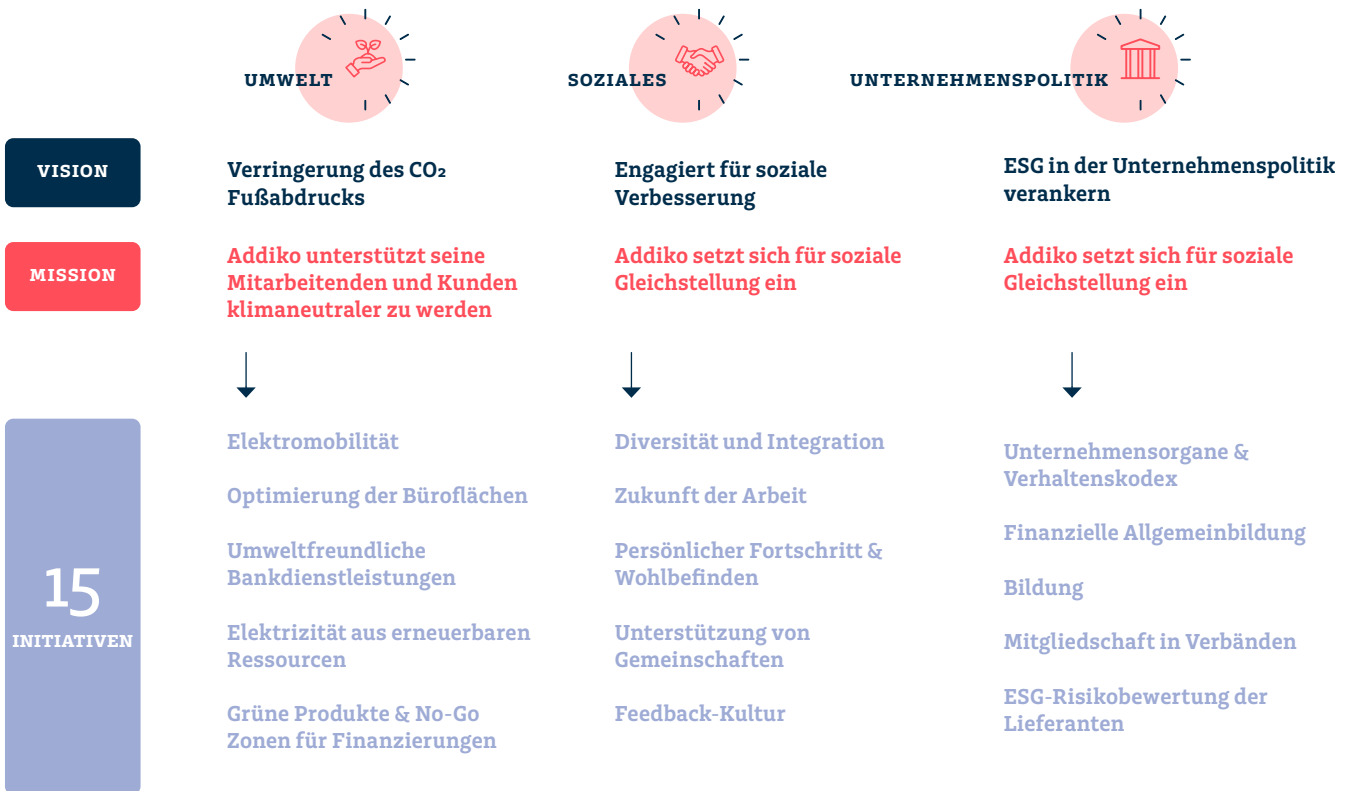 UMWELT
SOZIALES
UNTERNEHMENSPOLITIK
VISION
Verringerung des CO₂
Fußabdrucks
Engagiert für soziale
Verbesserung
ESG in der Unternehmenspolitik
verankern
MISSION
Addiko unterstützt seine
Mitarbeitenden und Kunden
klimaneutraler zu werden
Addiko setzt sich für soziale
Gleichstellung ein
Addiko setzt sich für soziale
Gleichstellung ein
15
INITIATIVEN
Elektromobilität
Optimierung der Büroflächen
Umweltfreundliche
Bankdienstleistungen
Elektrizität aus erneuerbaren
Ressourcen
Grüne Produkte & No-Go
Zonen für Finanzierungen
Diversität und Integration
Zukunft der Arbeit
Persönlicher Fortschritt &
Wohlbefinden
Unterstützung von
Gemeinschaften
Feedback-Kultur
Unternehmensorgane &
Verhaltenskodex
Finanzielle Allgemeinbildung
Bildung
Mitgliedschaft in Verbänden
ESG-Risikobewertung der
Lieferanten